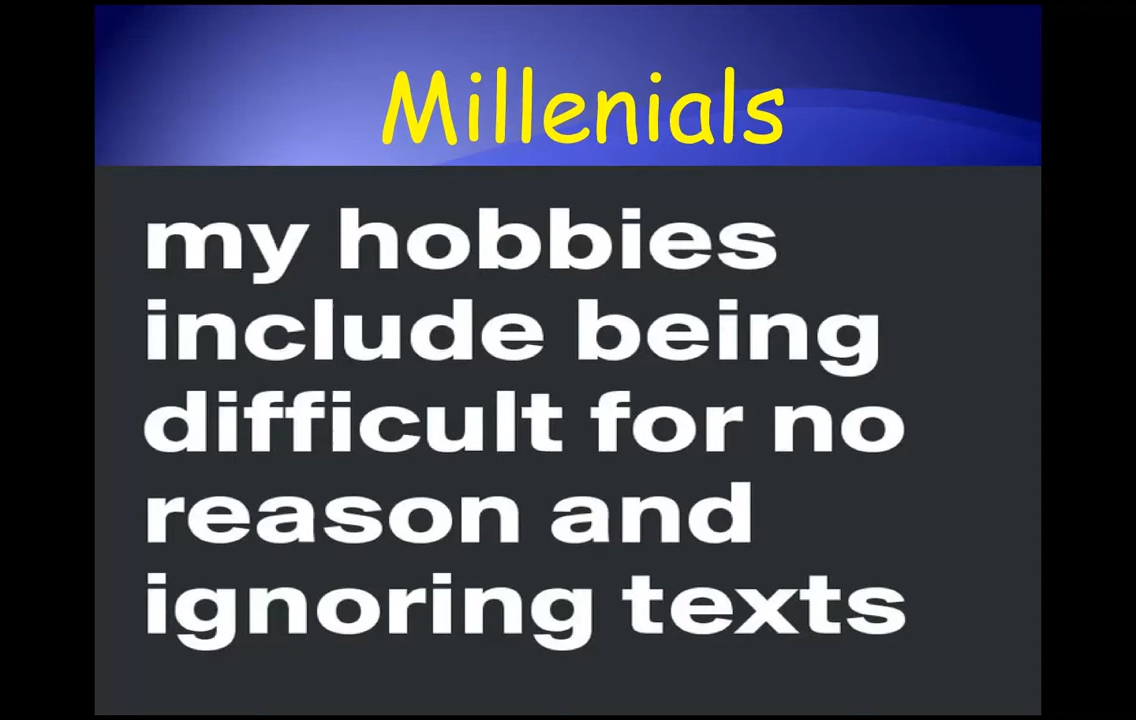 Millenials
my hobbies
include being
difficult for no
reason and
ignoring texts